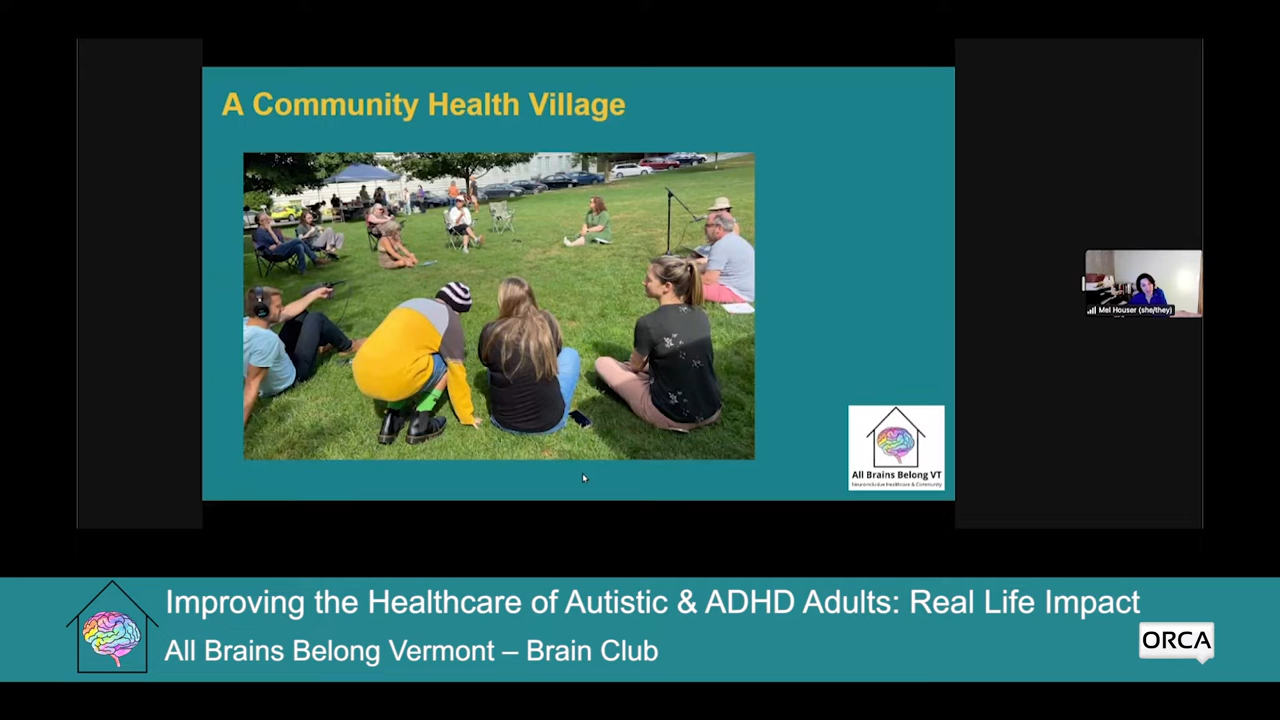 A Community Health Village
Mel Houser (she/they)
All Brains Belong VT
Neuroinclusive Healthcare & Community
Improving the Healthcare of Autistic & ADHD Adults: Real Life Impact
All Brains Belong Vermont – Brain Club
ORCA